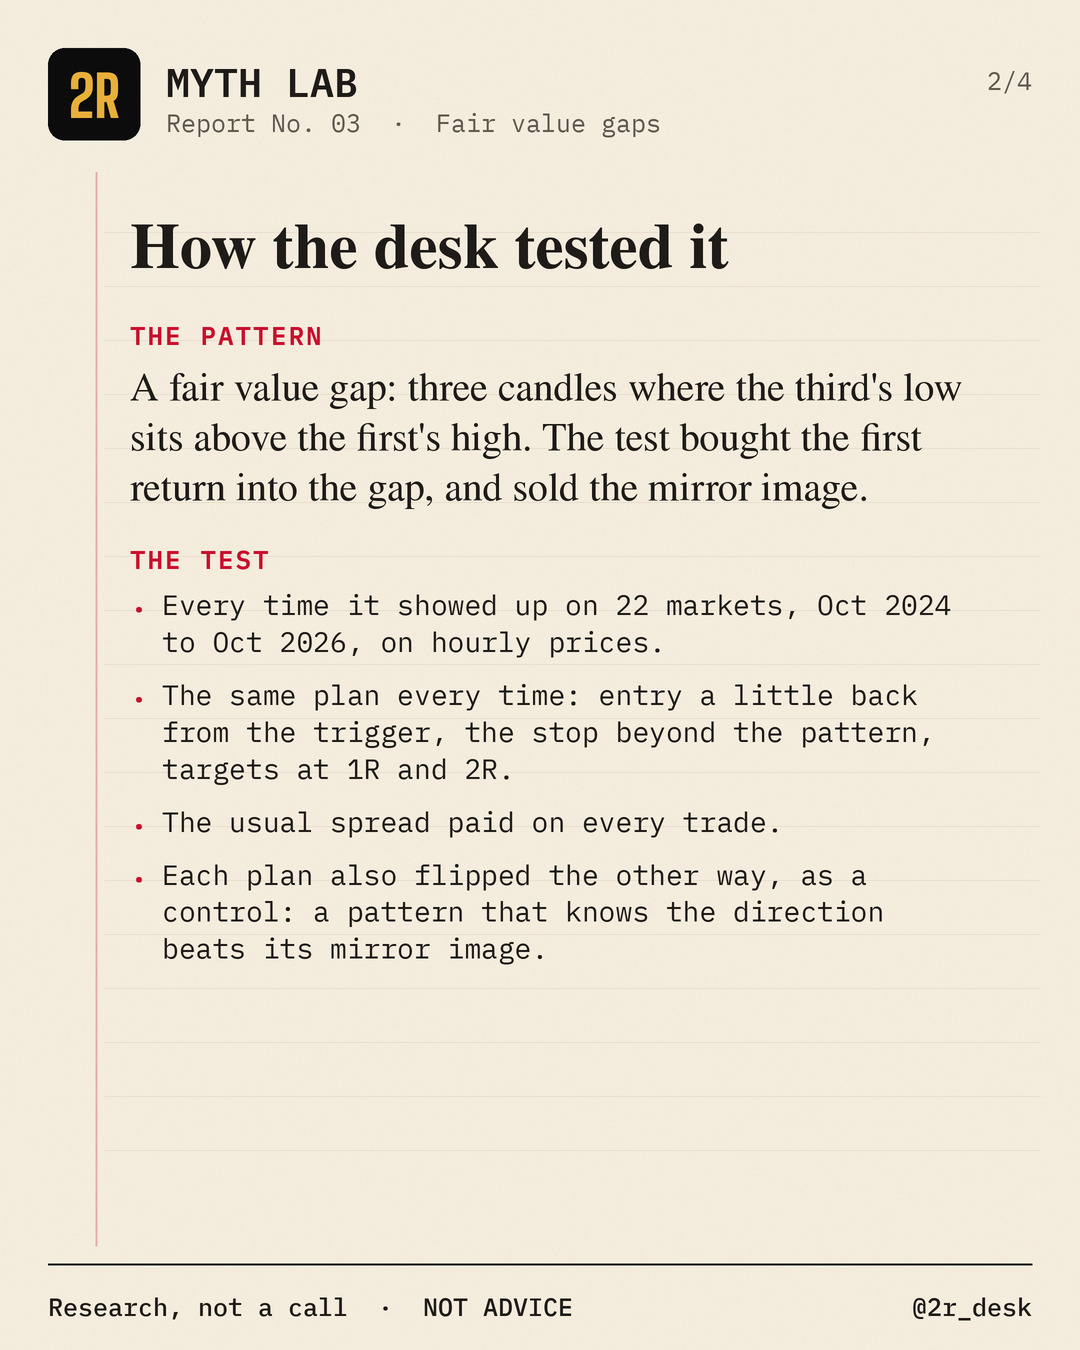 2R
MYTH LAB
Report No. 03 · Fair value gaps
2/4
How the desk tested it
THE PATTERN
A fair value gap: three candles where the third's low
sits above the first's high. The test bought the first
return into the gap, and sold the mirror image.
THE TEST
• Every time it showed up on 22 markets, Oct 2024
to Oct 2026, on hourly prices.
• The same plan every time: entry a little back
from the trigger, the stop beyond the pattern,
targets at 1R and 2R.
• The usual spread paid on every trade.
• Each plan also flipped the other way, as a
control: a pattern that knows the direction
beats its mirror image.
Research, not a call · NOT ADVICE
@2r_desk